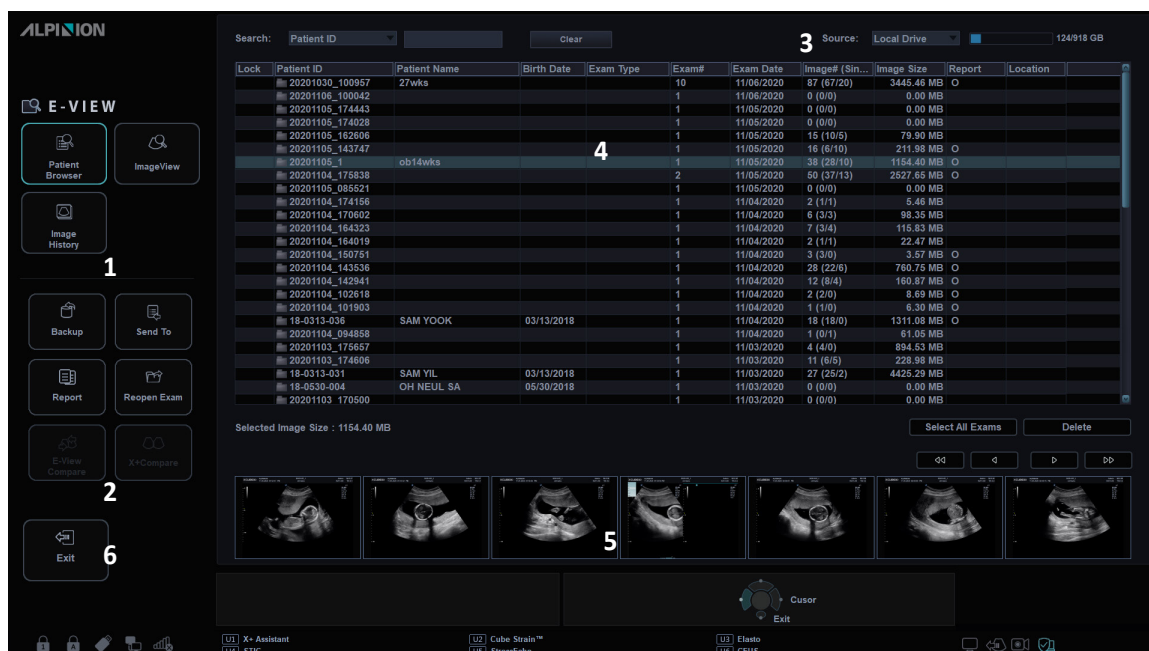 ALPINION
Search: Patient ID Clear 3 Source: Local Drive 124/918 GB
Lock Patient ID Patient Name Birth Date Exam Type Exam# Exam Date Image# (Sin... Image Size Report Location
20201030_100957 27wks 10 11/06/2020 87 (67/20) 3445.46 MB O
20201106_100042 1 11/06/2020 0 (0/0) 0.00 MB
20201105_174443 1 11/05/2020 0 (0/0) 0.00 MB
20201105_174028 1 11/05/2020 0 (0/0) 0.00 MB
20201105_162606 1 11/05/2020 15 (10/5) 79.90 MB
20201105_143747 1 11/05/2020 16 (6/10) 211.98 MB O
20201105_1 ob14wks 4 1 11/05/2020 38 (28/10) 1154.40 MB O
20201104_175838 2 11/05/2020 50 (37/13) 2527.65 MB O
20201105_085521 1 11/05/2020 0 (0/0) 0.00 MB
20201104_174156 1 11/04/2020 2 (1/1) 5.46 MB
20201104_170602 1 11/04/2020 6 (3/3) 98.35 MB
20201104_164323 1 11/04/2020 7 (3/4) 115.83 MB
20201104_164019 1 11/04/2020 2 (1/1) 22.47 MB
20201104_150751 1 11/04/2020 3 (3/0) 3.57 MB O
20201104_143536 1 11/04/2020 28 (22/6) 760.75 MB O
20201104_142941 1 11/04/2020 12 (8/4) 160.87 MB O
20201104_102618 1 11/04/2020 2 (2/0) 8.69 MB O
20201104_101903 1 11/04/2020 1 (1/0) 6.30 MB O
18-0313-036 SAM YOOK 03/13/2018 1 11/04/2020 18 (18/0) 1311.08 MB O
20201104_094858 1 11/04/2020 1 (0/1) 61.05 MB
20201103_175657 1 11/03/2020 4 (4/0) 894.53 MB
20201103_174606 1 11/03/2020 11 (6/5) 228.98 MB
18-0313-031 SAM YIL 03/13/2018 1 11/03/2020 27 (25/2) 4425.29 MB
18-0530-004 OH NEUL SA 05/30/2018 1 11/03/2020 0 (0/0) 0.00 MB
20201103_170500 1 11/03/2020 0 (0/0) 0.00 MB
E-VIEW
Patient Browser
ImageView
Image History
1
Backup
Send To
Report
Reopen Exam
E-View Compare
X+Compare
2
Exit
6
Selected Image Size : 1154.40 MB
Select All Exams Delete
5
Cusor
Exit
U1 X+ Assistant U2 Cube Strain™ U3 Elasto
U4 STIC U5 StressEcho U6 CEUS